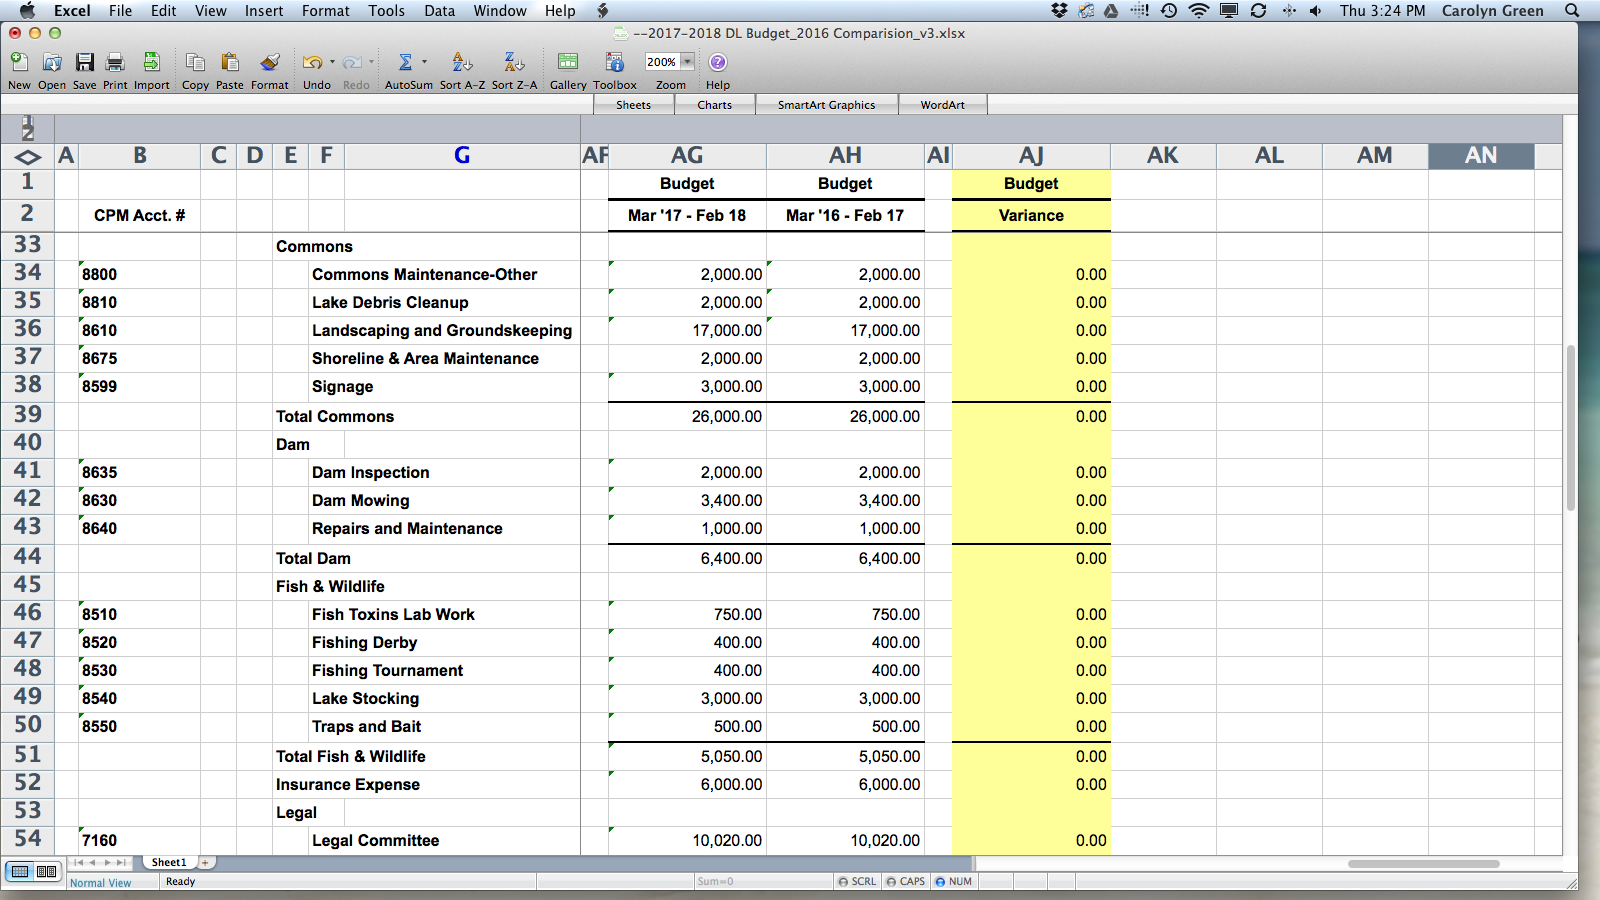 Excel File Edit View Insert Format Tools Data Window Help Thu 3:24 PM Carolyn Green
--2017-2018 DL Budget_2016 Comparision_v3.xlsx
200%
New Open Save Print Import Copy Paste Format Undo Redo AutoSum Sort A-Z Sort Z-A Gallery Toolbox Zoom Help
Sheets Charts SmartArt Graphics WordArt
A B C D E F G AF AG AH AI AJ AK AL AM AN
1 Budget Budget Budget
2 CPM Acct. # Mar '17 - Feb 18 Mar '16 - Feb 17 Variance
33 Commons
34 8800 Commons Maintenance-Other 2,000.00 2,000.00 0.00
35 8810 Lake Debris Cleanup 2,000.00 2,000.00 0.00
36 8610 Landscaping and Groundskeeping 17,000.00 17,000.00 0.00
37 8675 Shoreline & Area Maintenance 2,000.00 2,000.00 0.00
38 8599 Signage 3,000.00 3,000.00 0.00
39 Total Commons 26,000.00 26,000.00 0.00
40 Dam
41 8635 Dam Inspection 2,000.00 2,000.00 0.00
42 8630 Dam Mowing 3,400.00 3,400.00 0.00
43 8640 Repairs and Maintenance 1,000.00 1,000.00 0.00
44 Total Dam 6,400.00 6,400.00 0.00
45 Fish & Wildlife
46 8510 Fish Toxins Lab Work 750.00 750.00 0.00
47 8520 Fishing Derby 400.00 400.00 0.00
48 8530 Fishing Tournament 400.00 400.00 0.00
49 8540 Lake Stocking 3,000.00 3,000.00 0.00
50 8550 Traps and Bait 500.00 500.00 0.00
51 Total Fish & Wildlife 5,050.00 5,050.00 0.00
52 Insurance Expense 6,000.00 6,000.00 0.00
53 Legal
54 7160 Legal Committee 10,020.00 10,020.00 0.00
Sheet1
Normal View Ready Sum=0 SCRL CAPS NUM